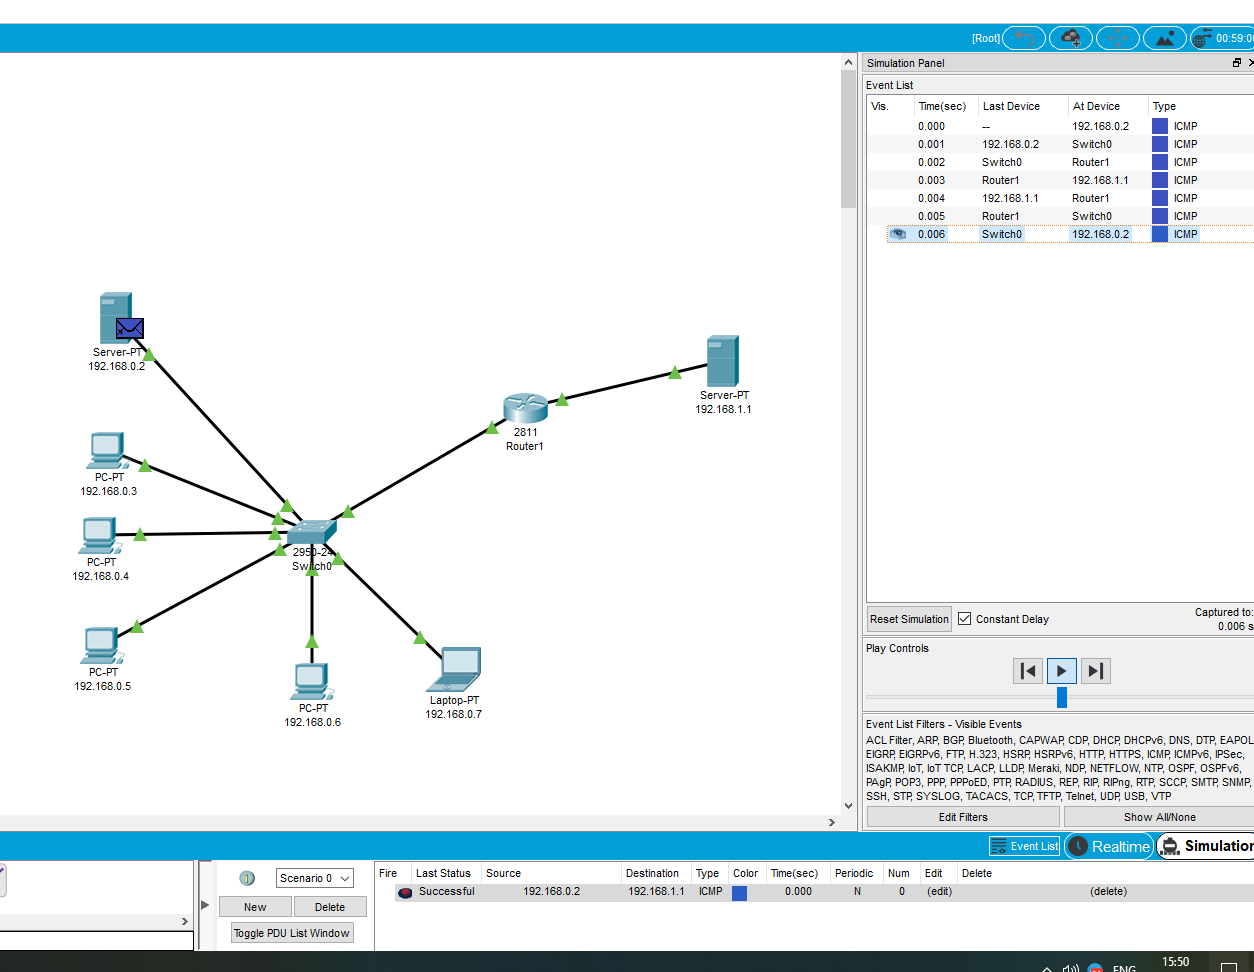 [Root]
00:59:0
Simulation Panel
Event List
Vis. Time(sec) Last Device At Device Type
0.000 -- 192.168.0.2 ICMP
0.001 192.168.0.2 Switch0 ICMP
0.002 Switch0 Router1 ICMP
0.003 Router1 192.168.1.1 ICMP
0.004 192.168.1.1 Router1 ICMP
0.005 Router1 Switch0 ICMP
0.006 Switch0 192.168.0.2 ICMP
Server-PT
192.168.0.2
Server-PT
192.168.1.1
2811
Router1
PC-PT
192.168.0.3
PC-PT
192.168.0.4
2950-24
Switch0
PC-PT
192.168.0.5
PC-PT
192.168.0.6
Laptop-PT
192.168.0.7
Reset Simulation Constant Delay Captured to:
0.006 s
Play Controls
Event List Filters - Visible Events
ACL Filter, ARP, BGP, Bluetooth, CAPWAP, CDP, DHCP, DHCPv6, DNS, DTP, EAPOL
EIGRP, EIGRPv6, FTP, H.323, HSRP, HSRPv6, HTTP, HTTPS, ICMP, ICMPv6, IPSec,
ISAKMP, IoT, IoT TCP, LACP, LLDP, Meraki, NDP, NETFLOW, NTP, OSPF, OSPFv6,
PAgP, POP3, PPP, PPPoED, PTP, RADIUS, REP, RIP, RIPng, RTP, SCCP, SMTP, SNMP,
SSH, STP, SYSLOG, TACACS, TCP, TFTP, Telnet, UDP, USB, VTP
Edit Filters Show All/None
Event List Realtime Simulation
Scenario 0
New Delete
Toggle PDU List Window
Fire Last Status Source Destination Type Color Time(sec) Periodic Num Edit Delete
Successful 192.168.0.2 192.168.1.1 ICMP 0.000 N 0 (edit) (delete)
ENG
15:50